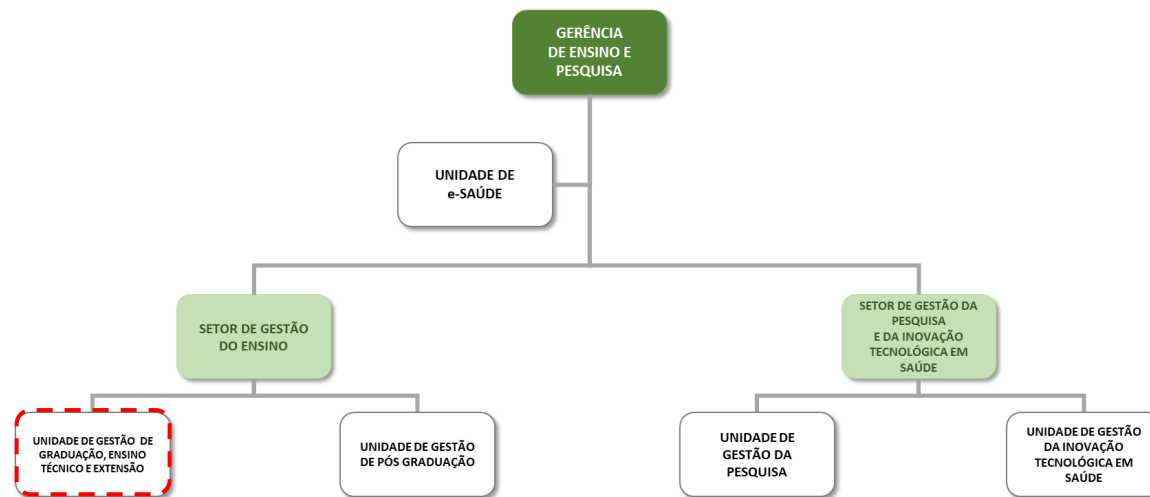 GERÊNCIA
DE ENSINO E
PESQUISA
UNIDADE DE
e-SAÚDE
SETOR DE GESTÃO
DO ENSINO
SETOR DE GESTÃO DA
PESQUISA
E DA INOVAÇÃO
TECNOLÓGICA EM
SAÚDE
UNIDADE DE GESTÃO DE
GRADUAÇÃO, ENSINO
TÉCNICO E EXTENSÃO
UNIDADE DE GESTÃO
DE PÓS GRADUAÇÃO
UNIDADE DE
GESTÃO DA
PESQUISA
UNIDADE DE GESTÃO
DA INOVAÇÃO
TECNOLÓGICA EM
SAÚDE